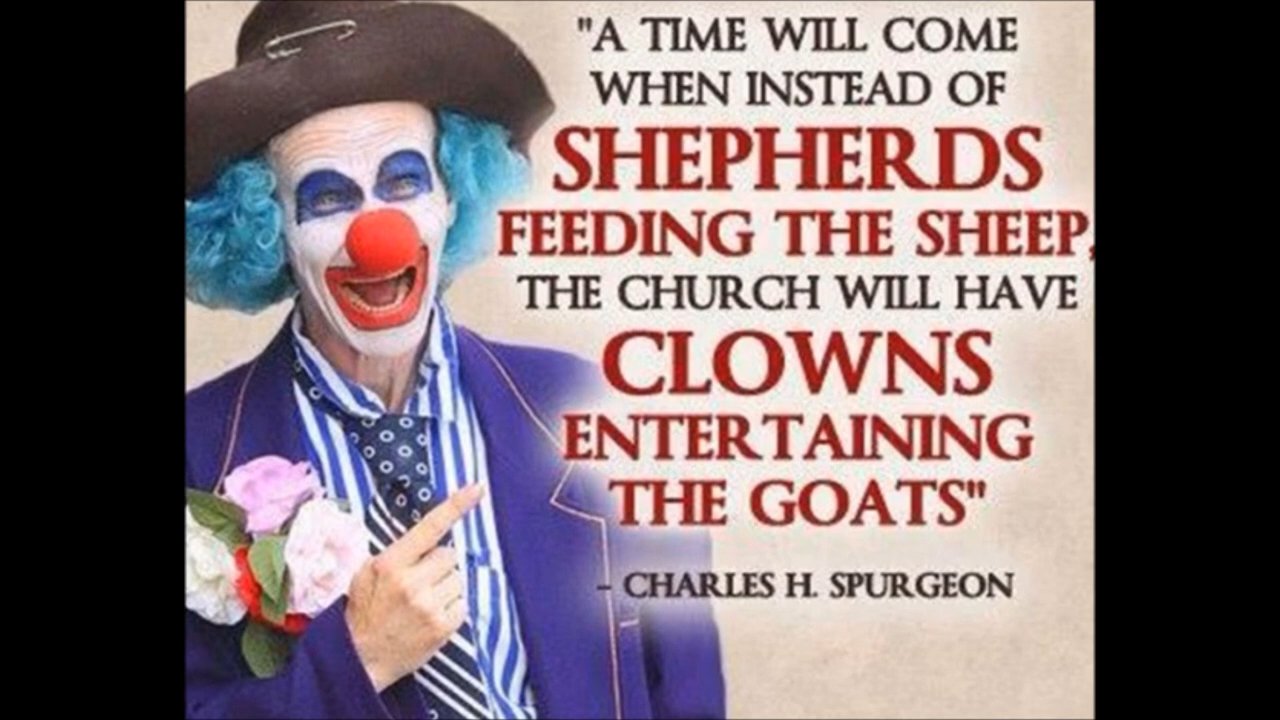 "A TIME WILL COME
WHEN INSTEAD OF
SHEPHERDS
FEEDING THE SHEEP,
THE CHURCH WILL HAVE
CLOWNS
ENTERTAINING
THE GOATS"
- CHARLES H. SPURGEON